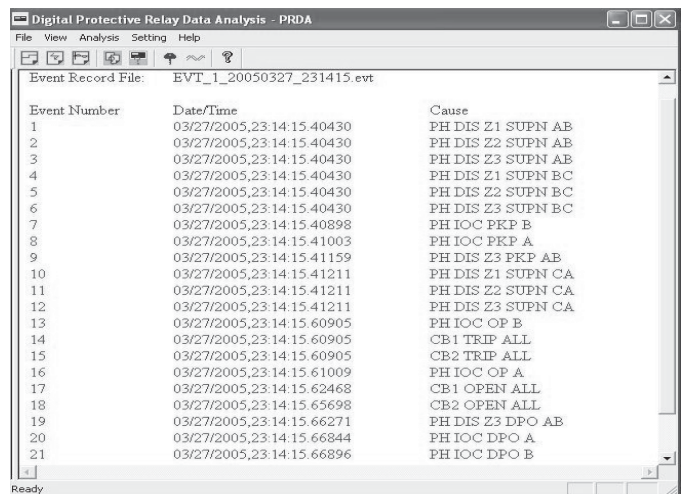 Digital Protective Relay Data Analysis - PRDA
File View Analysis Setting Help
Event Record File: EVT_1_20050327_231415.evt
Event Number Date/Time Cause
1 03/27/2005,23:14:15.40430 PH DIS Z1 SUPN AB
2 03/27/2005,23:14:15.40430 PH DIS Z2 SUPN AB
3 03/27/2005,23:14:15.40430 PH DIS Z3 SUPN AB
4 03/27/2005,23:14:15.40430 PH DIS Z1 SUPN BC
5 03/27/2005,23:14:15.40430 PH DIS Z2 SUPN BC
6 03/27/2005,23:14:15.40430 PH DIS Z3 SUPN BC
7 03/27/2005,23:14:15.40898 PH IOC PKP B
8 03/27/2005,23:14:15.41003 PH IOC PKP A
9 03/27/2005,23:14:15.41159 PH DIS Z3 PKP AB
10 03/27/2005,23:14:15.41211 PH DIS Z1 SUPN CA
11 03/27/2005,23:14:15.41211 PH DIS Z2 SUPN CA
12 03/27/2005,23:14:15.41211 PH DIS Z3 SUPN CA
13 03/27/2005,23:14:15.60905 PH IOC OP B
14 03/27/2005,23:14:15.60905 CB1 TRIP ALL
15 03/27/2005,23:14:15.60905 CB2 TRIP ALL
16 03/27/2005,23:14:15.61009 PH IOC OP A
17 03/27/2005,23:14:15.62468 CB1 OPEN ALL
18 03/27/2005,23:14:15.65698 CB2 OPEN ALL
19 03/27/2005,23:14:15.66271 PH DIS Z3 DPO AB
20 03/27/2005,23:14:15.66844 PH IOC DPO A
21 03/27/2005,23:14:15.66896 PH IOC DPO B
Ready